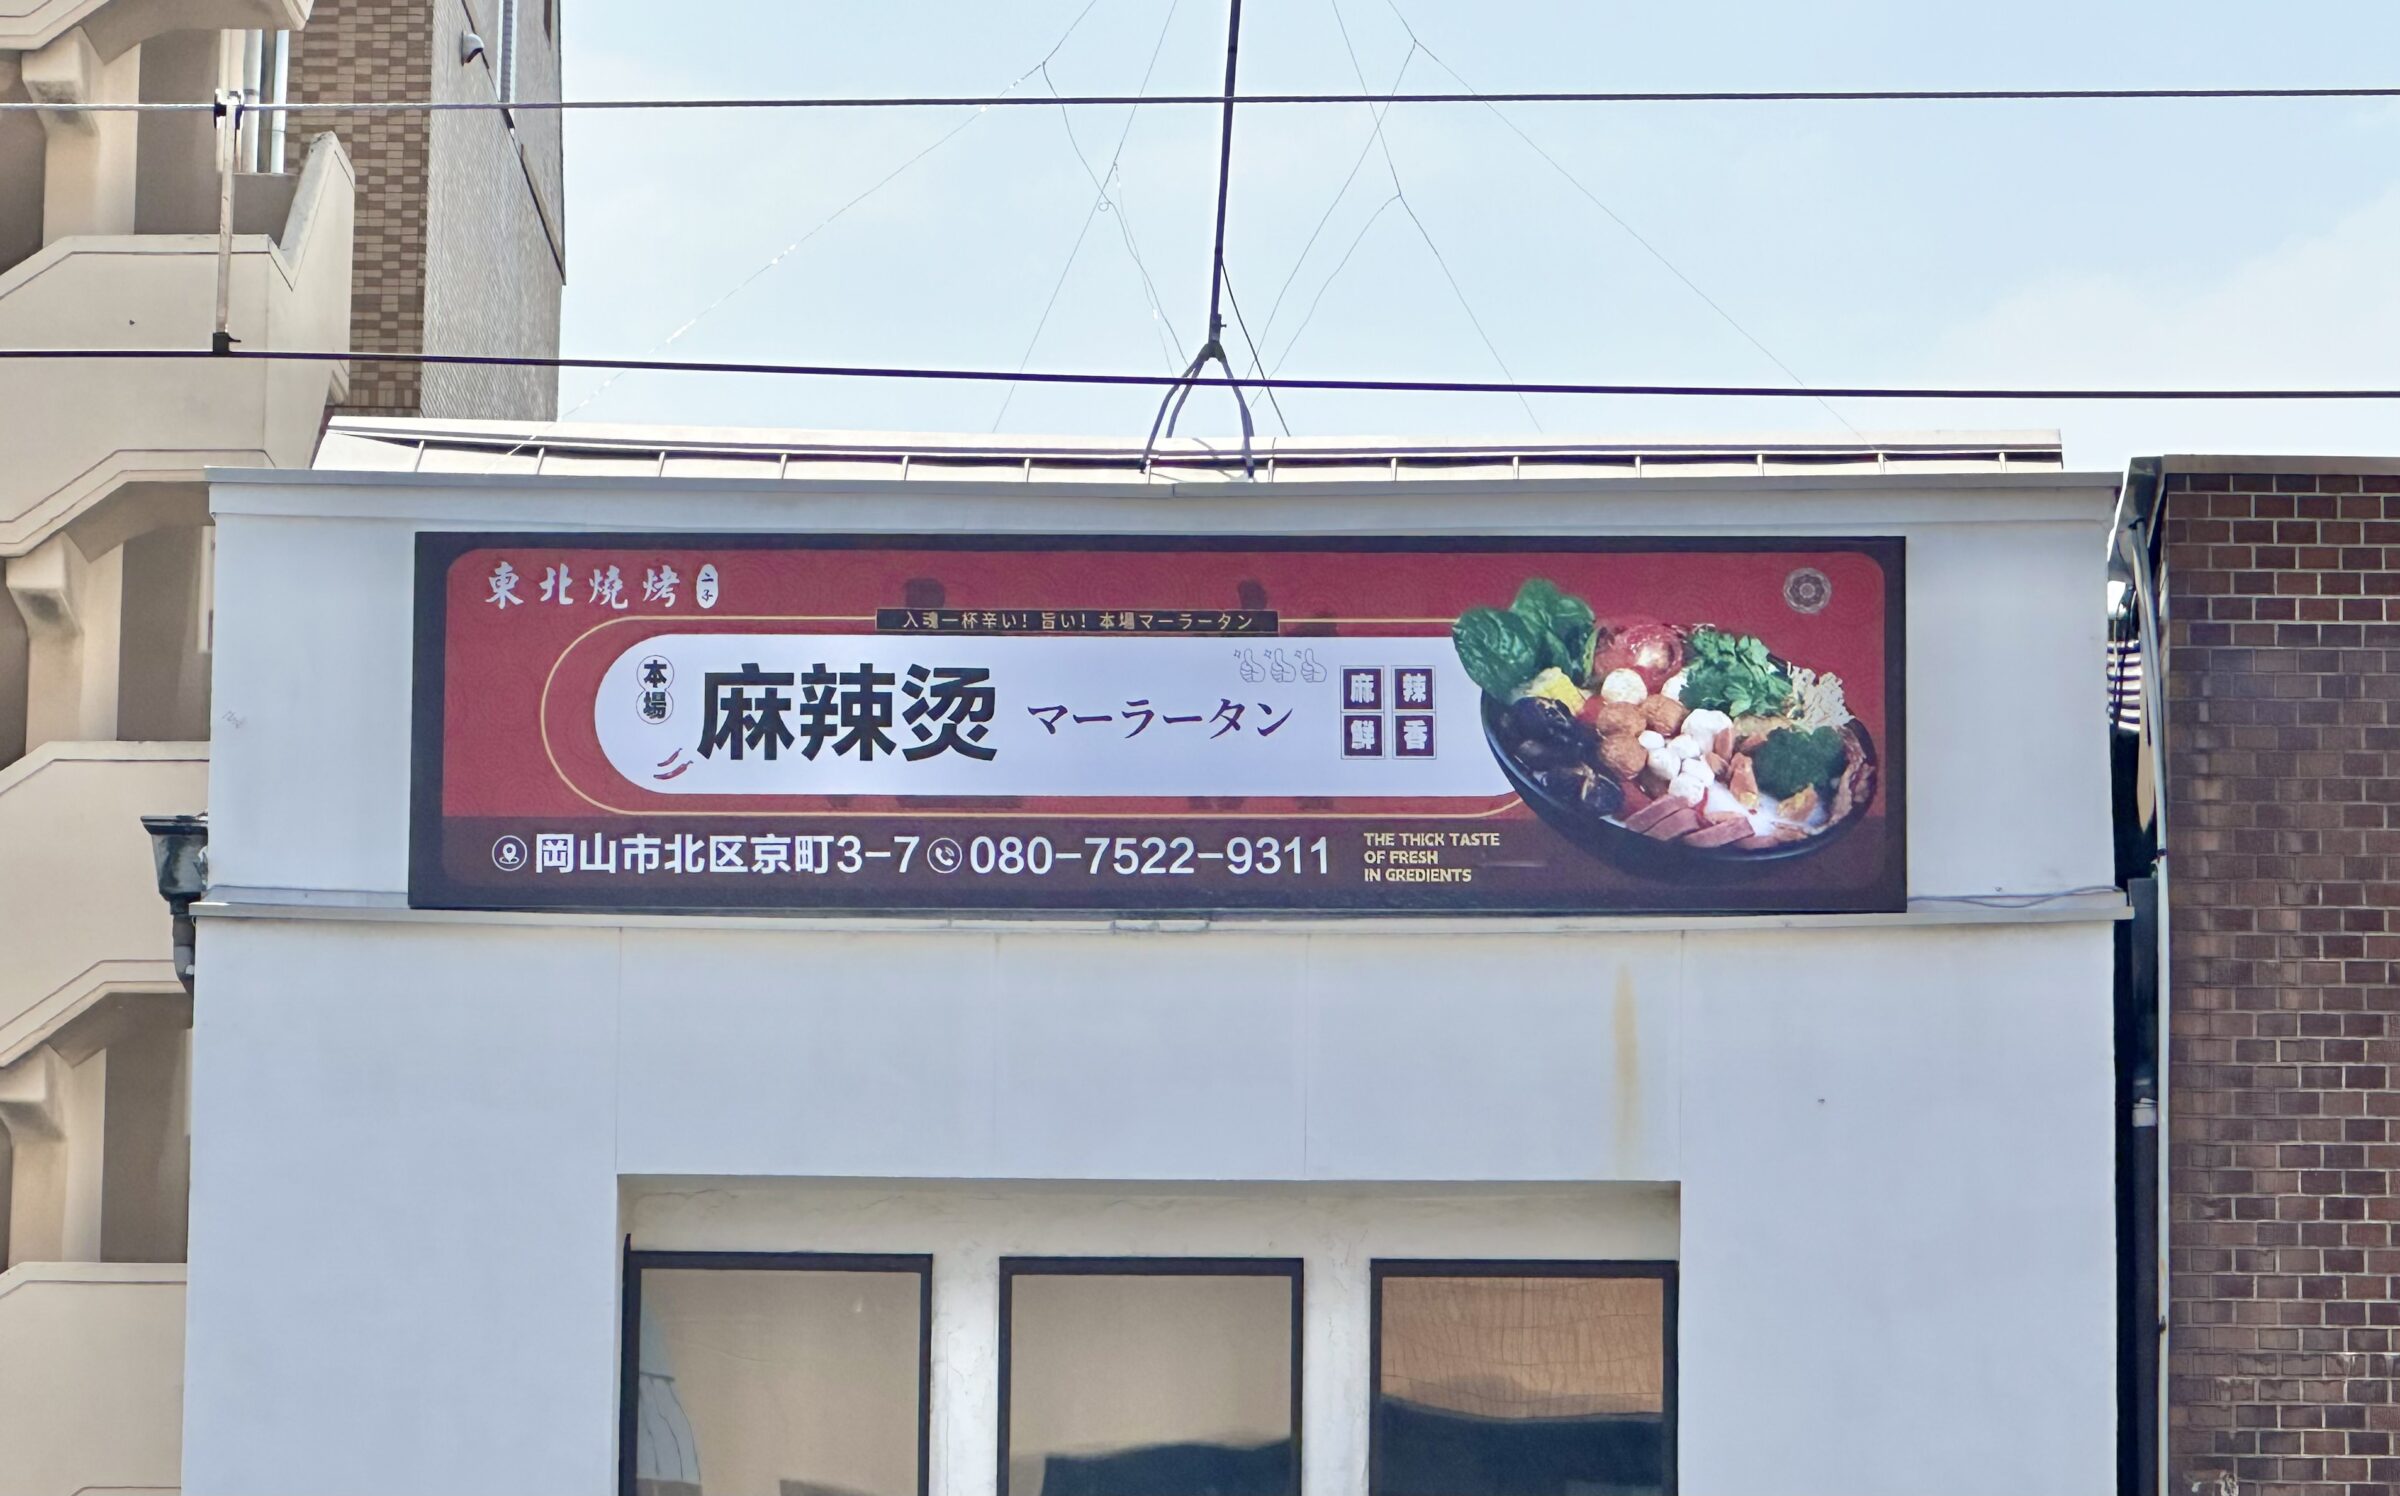 東北燒烤 二子
入魂一杯辛い！旨い！本場マーラータン
本場
麻辣烫 マーラータン
麻辣
鮮香
岡山市北区京町3-7 080-7522-9311
THE THICK TASTE
OF FRESH
IN GREDIENTS